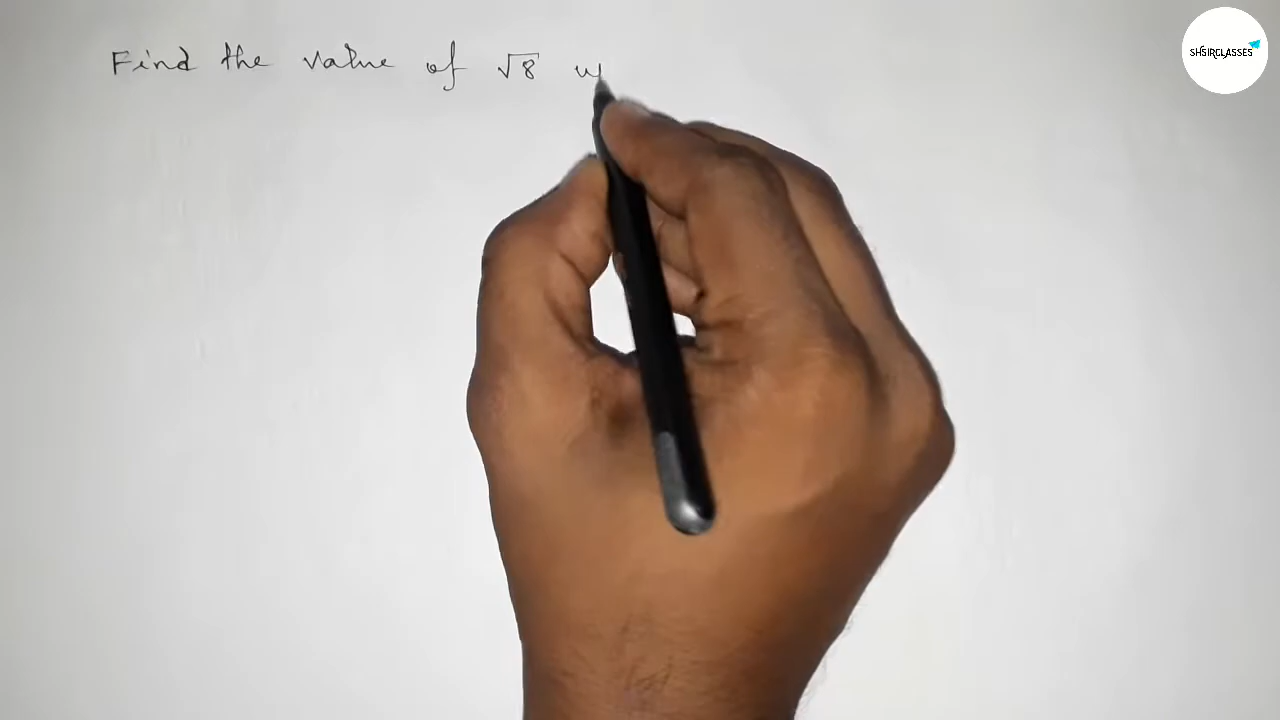 Find the value of √8 w
SHSIRCLASSES